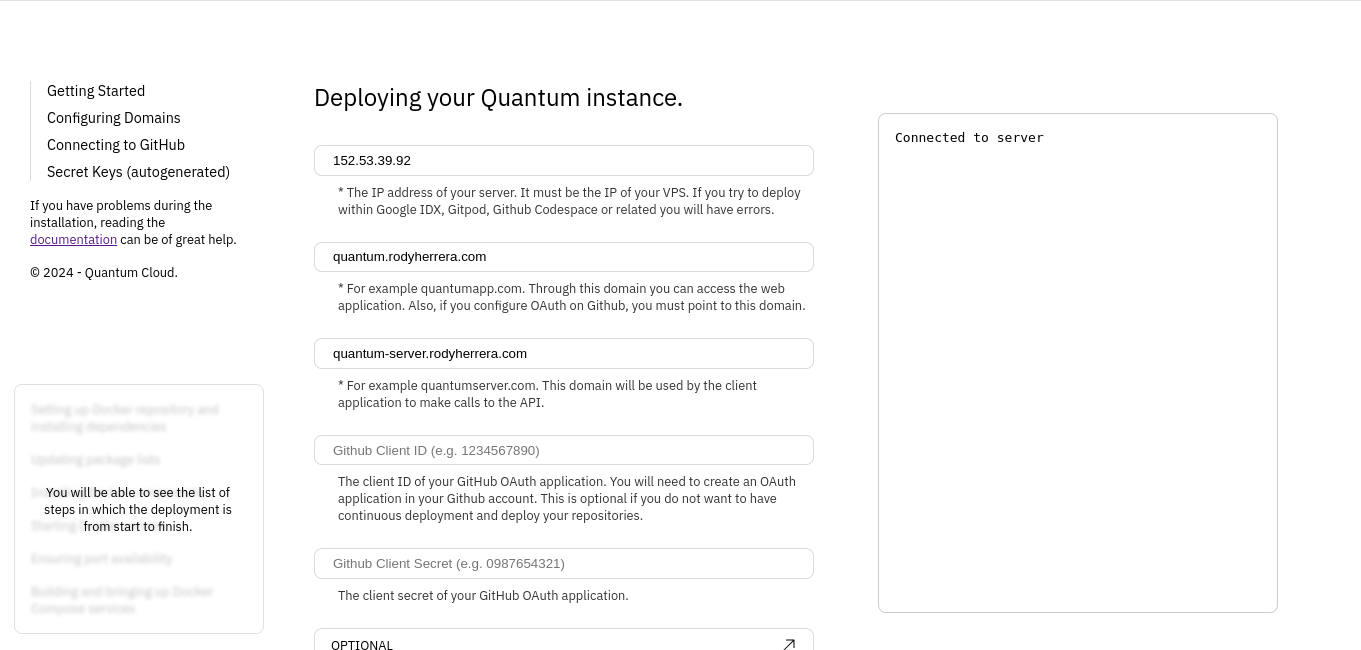 Getting Started
Configuring Domains
Connecting to GitHub
Secret Keys (autogenerated)
If you have problems during the
installation, reading the
documentation can be of great help.
© 2024 - Quantum Cloud.
Setting up Docker repository and
installing dependencies
Updating package lists
You will be able to see the list of
steps in which the deployment is
from start to finish.
Starting
Ensuring port availability
Building and bringing up Docker
Compose services
Deploying your Quantum instance.
152.53.39.92
* The IP address of your server. It must be the IP of your VPS. If you try to deploy
within Google IDX, Gitpod, Github Codespace or related you will have errors.
quantum.rodyherrera.com
* For example quantumapp.com. Through this domain you can access the web
application. Also, if you configure OAuth on Github, you must point to this domain.
quantum-server.rodyherrera.com
* For example quantumserver.com. This domain will be used by the client
application to make calls to the API.
Github Client ID (e.g. 1234567890)
The client ID of your GitHub OAuth application. You will need to create an OAuth
application in your Github account. This is optional if you do not want to have
continuous deployment and deploy your repositories.
Github Client Secret (e.g. 0987654321)
The client secret of your GitHub OAuth application.
OPTIONAL
Connected to server